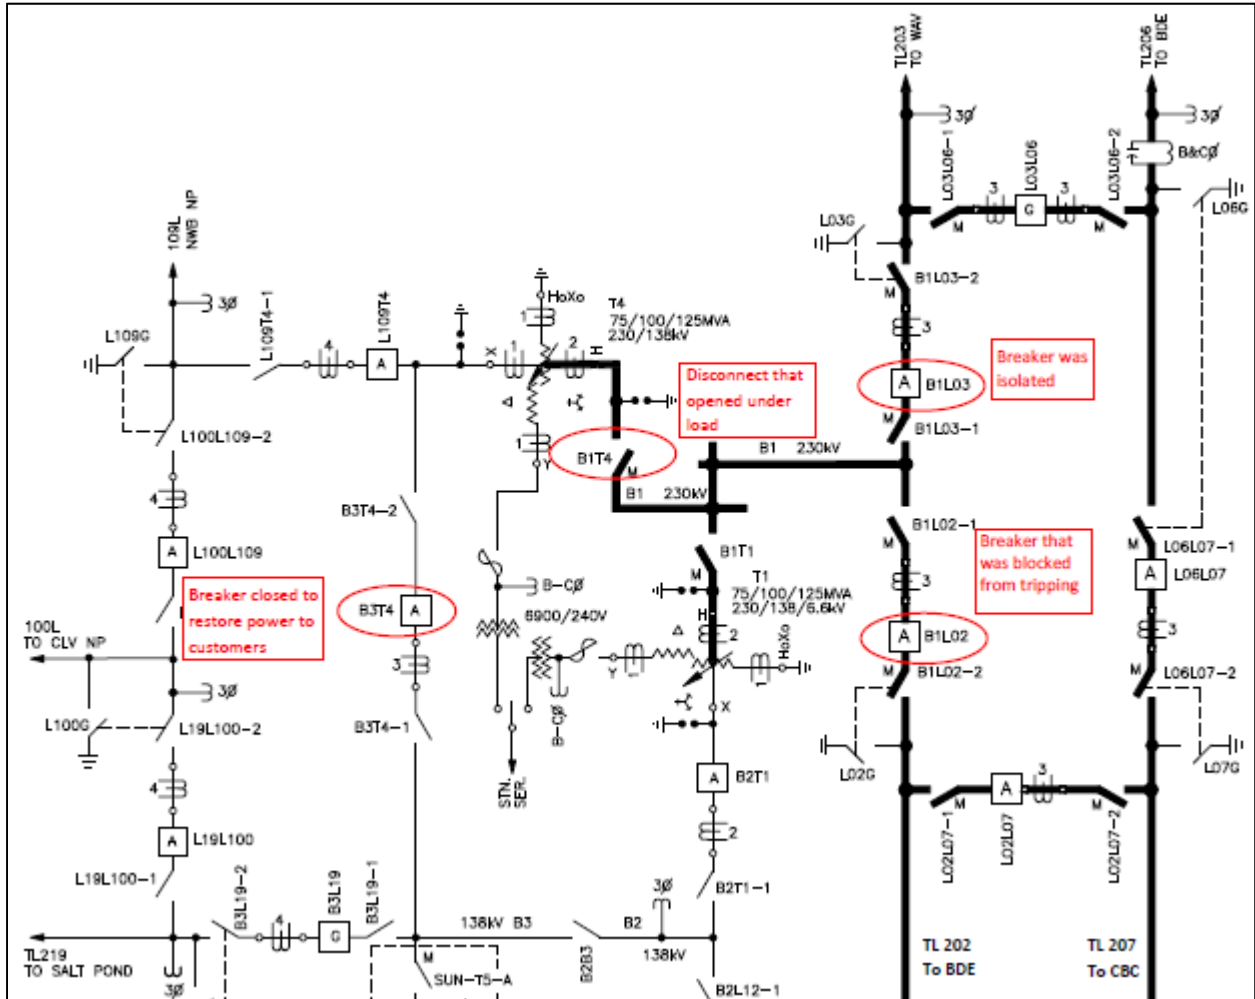 TL203
TO WAV
TL206
TO BDE
3Ø
3Ø
L03L06-1
L03L06
L03L06-2
B&CØ
3
3
G
M
M
L06G
109L
NWB NP
3Ø
L03G
B1L03-2
M
HoXo
T4
75/100/125MVA
230/138kV
L109G
L109T4-1
4
L109T4
A
X
1
1
2
H
3
Disconnect that
opened under
load
Breaker was
isolated
A
B1L03
M
B1L03-1
L100L109-2
Δ
1
Y
B1T4
M
B1 230kV
B1 230kV
4
B3T4-2
B1L02-1
M
Breaker that
was blocked
from tripping
M
L06L07-1
A
L100L109
B1T1
M
T1
75/100/125MVA
230/138/6.6kV
3
A
L06L07
Breaker closed to
restore power to
customers
B3T4
A
B-CØ
6900/240V
H
2
Δ
HoXo
A
B1L02
3
100L
TO CLV NP
3
Y
1
1
M
B1L02-2
M
L06L07-2
3Ø
B-CØ
X
L100G
L19L100-2
B3T4-1
L02G
L07G
4
STN.
SER.
A
B2T1
A
3
L02L07-1
M
L02L07
M
L02L07-2
A
L19L100
2
L19L100-1
B3L19-2
4
B3L19
G
B3L19-1
3Ø
B2T1-1
138kV B3
B2
B2B3
138kV
TL219
TO SALT POND
3Ø
M
SUN-T5-A
B2L12-1
TL 202
To BDE
TL 207
To CBC